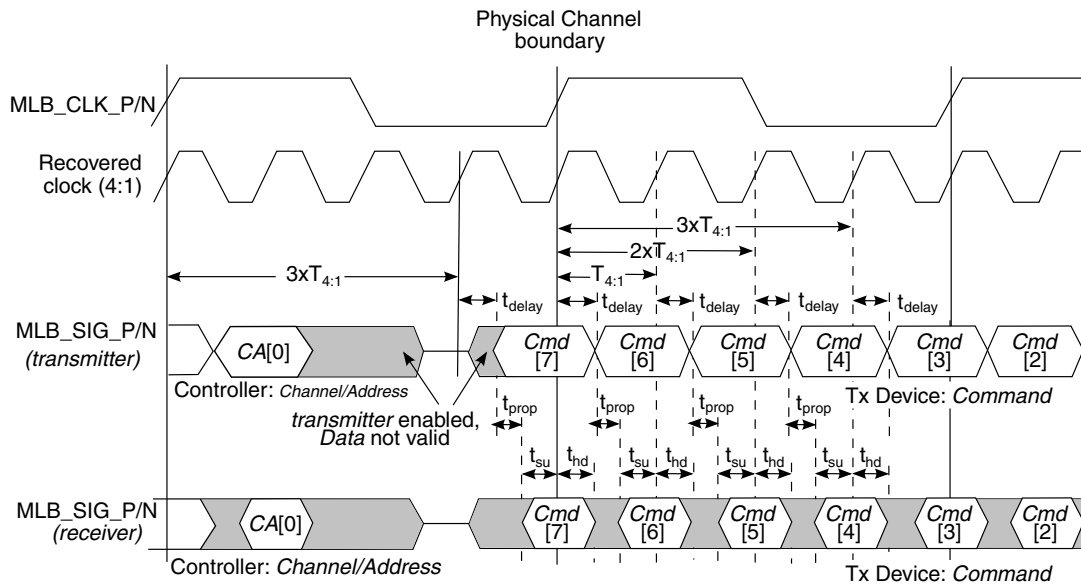 Physical Channel
boundary
MLB_CLK_P/N
Recovered
clock (4:1)
3xT4:1
2xT4:1
3xT4:1
T4:1
tdelay
tdelay
tdelay
tdelay
tdelay
MLB_SIG_P/N
(transmitter)
CA[0]
Cmd
[7]
Cmd
[6]
Cmd
[5]
Cmd
[4]
Cmd
[3]
Cmd
[2]
Controller: Channel/Address
Tx Device: Command
transmitter enabled,
Data not valid
tprop
tprop
tprop
tprop
tsu
thd
tsu
thd
tsu
thd
tsu
thd
MLB_SIG_P/N
(receiver)
CA[0]
Cmd
[7]
Cmd
[6]
Cmd
[5]
Cmd
[4]
Cmd
[3]
Cmd
[2]
Controller: Channel/Address
Tx Device: Command